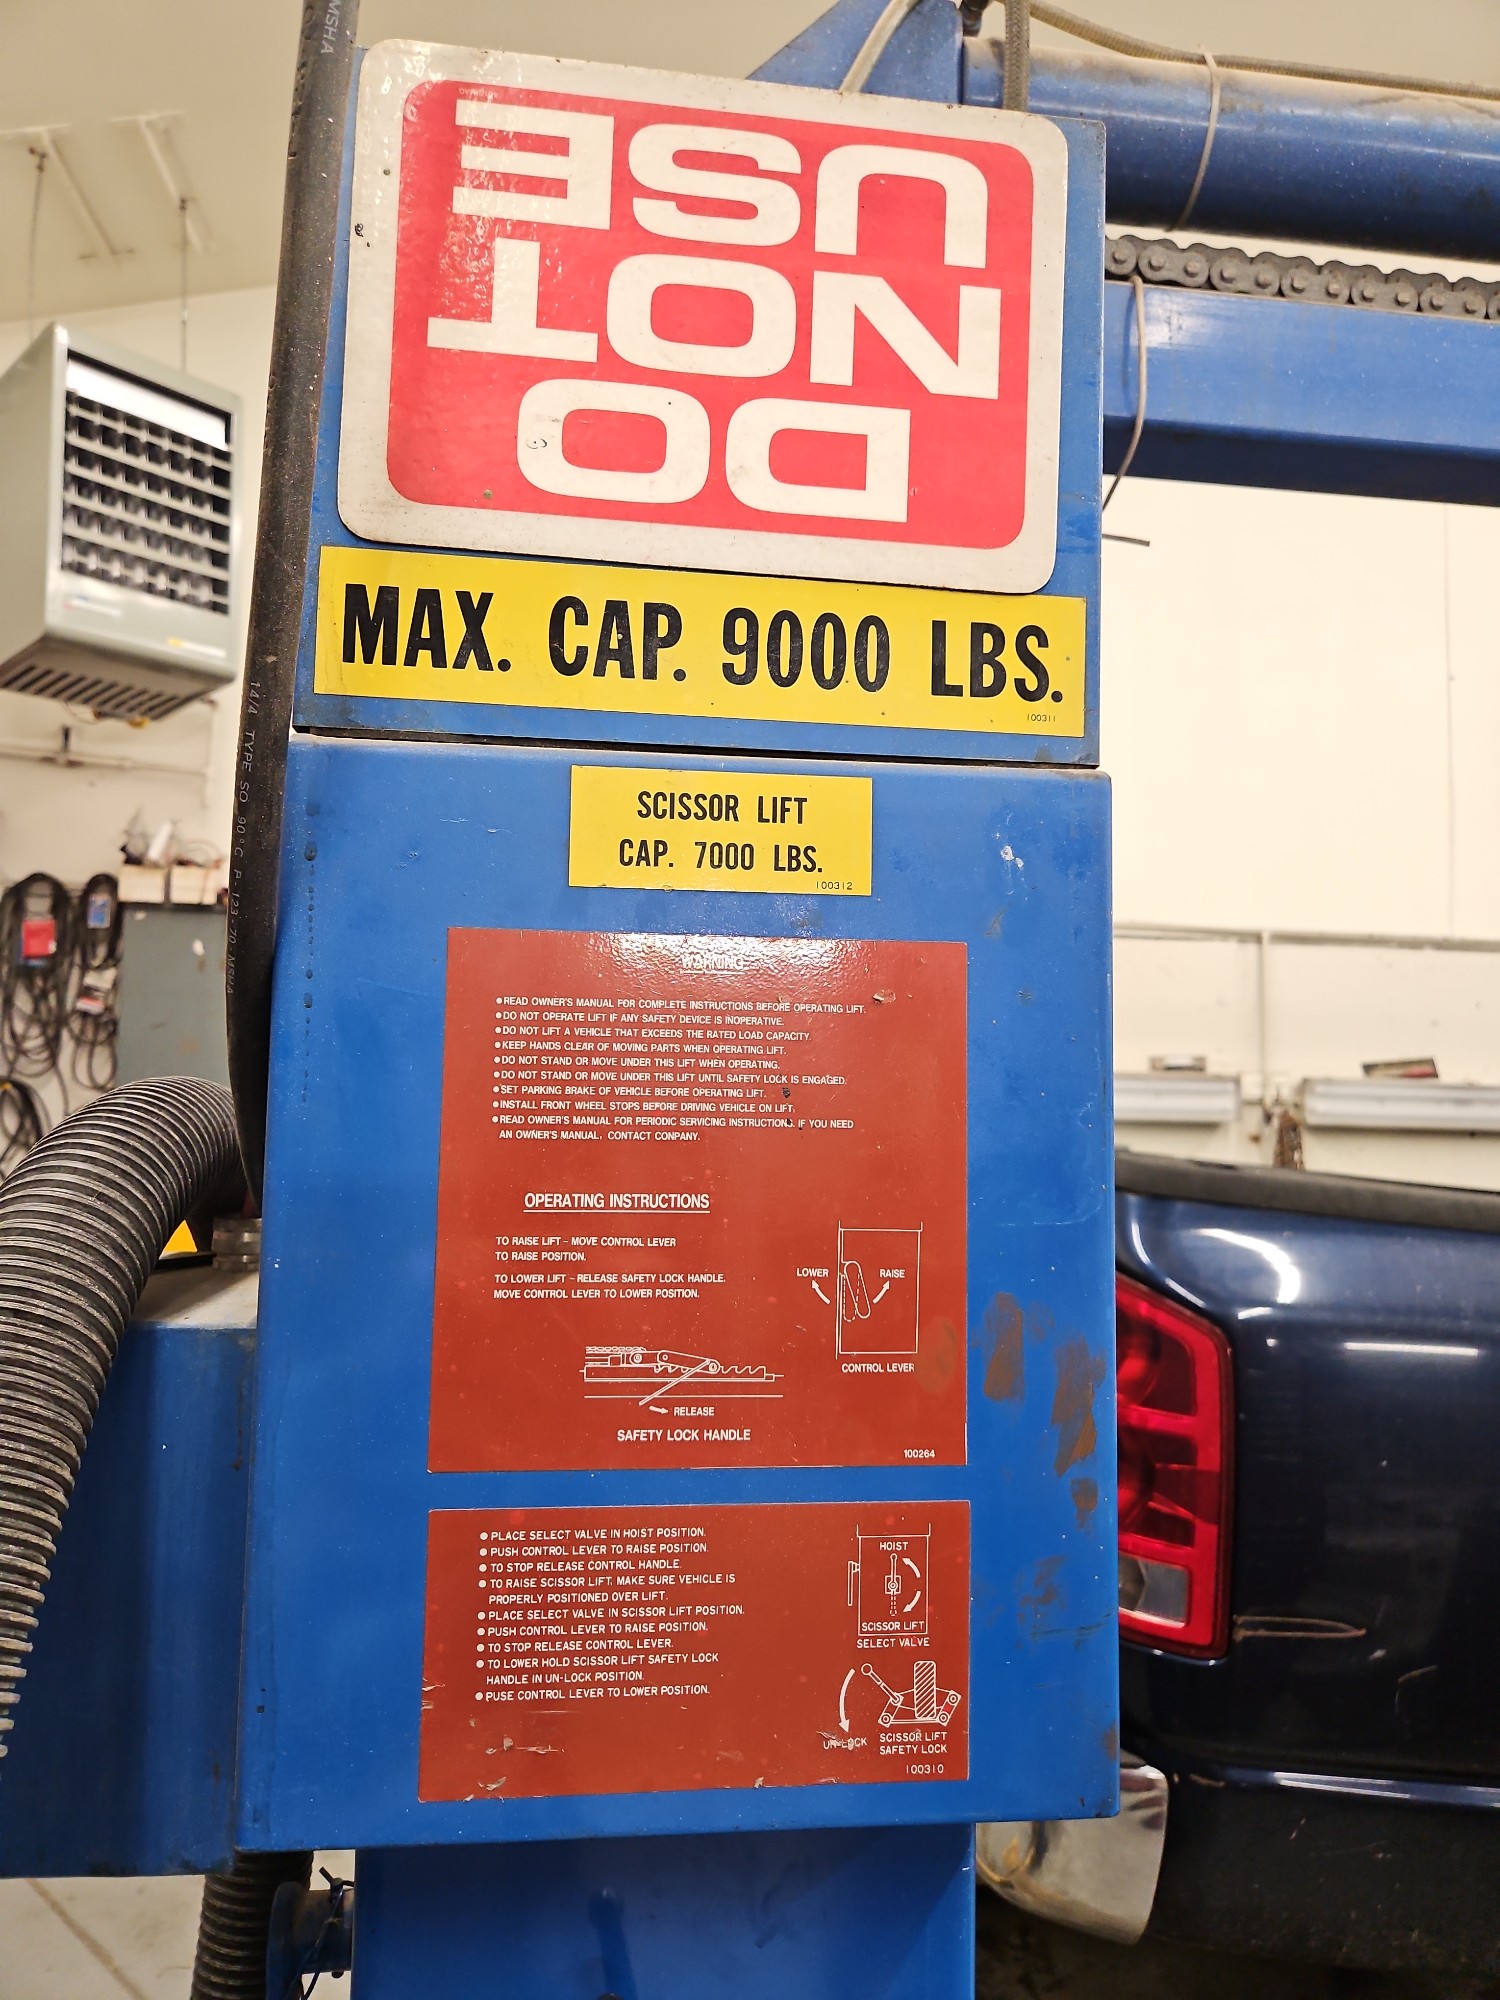 MSHA
DO
NOT
USE
MAX. CAP. 9000 LBS.
100311
14/4 TYPE SO 90°C P-123-70-MSHA
SCISSOR LIFT
CAP. 7000 LBS.
100312
WARNING
● READ OWNER'S MANUAL FOR COMPLETE INSTRUCTIONS BEFORE OPERATING LIFT.
● DO NOT OPERATE LIFT IF ANY SAFETY DEVICE IS INOPERATIVE.
● DO NOT LIFT A VEHICLE THAT EXCEEDS THE RATED LOAD CAPACITY.
● KEEP HANDS CLEAR OF MOVING PARTS WHEN OPERATING LIFT.
● DO NOT STAND OR MOVE UNDER THIS LIFT WHEN OPERATING.
● DO NOT STAND OR MOVE UNDER THIS LIFT UNTIL SAFETY LOCK IS ENGAGED.
● SET PARKING BRAKE OF VEHICLE BEFORE OPERATING LIFT.
● INSTALL FRONT WHEEL STOPS BEFORE DRIVING VEHICLE ON LIFT.
● READ OWNER'S MANUAL FOR PERIODIC SERVICING INSTRUCTIONS. IF YOU NEED
AN OWNER'S MANUAL, CONTACT CONPANY.
OPERATING INSTRUCTIONS
TO RAISE LIFT – MOVE CONTROL LEVER
TO RAISE POSITION.
TO LOWER LIFT – RELEASE SAFETY LOCK HANDLE.
MOVE CONTROL LEVER TO LOWER POSITION.
LOWER
RAISE
CONTROL LEVER
RELEASE
SAFETY LOCK HANDLE
100264
● PLACE SELECT VALVE IN HOIST POSITION.
● PUSH CONTROL LEVER TO RAISE POSITION.
● TO STOP RELEASE CONTROL HANDLE.
● TO RAISE SCISSOR LIFT, MAKE SURE VEHICLE IS
PROPERLY POSITIONED OVER LIFT.
● PLACE SELECT VALVE IN SCISSOR LIFT POSITION.
● PUSH CONTROL LEVER TO RAISE POSITION.
● TO STOP RELEASE CONTROL LEVER.
● TO LOWER HOLD SCISSOR LIFT SAFETY LOCK
HANDLE IN UN-LOCK POSITION.
● PUSE CONTROL LEVER TO LOWER POSITION.
HOIST
SCISSOR LIFT
SELECT VALVE
UN-LOCK
SCISSOR LIFT
SAFETY LOCK
100310